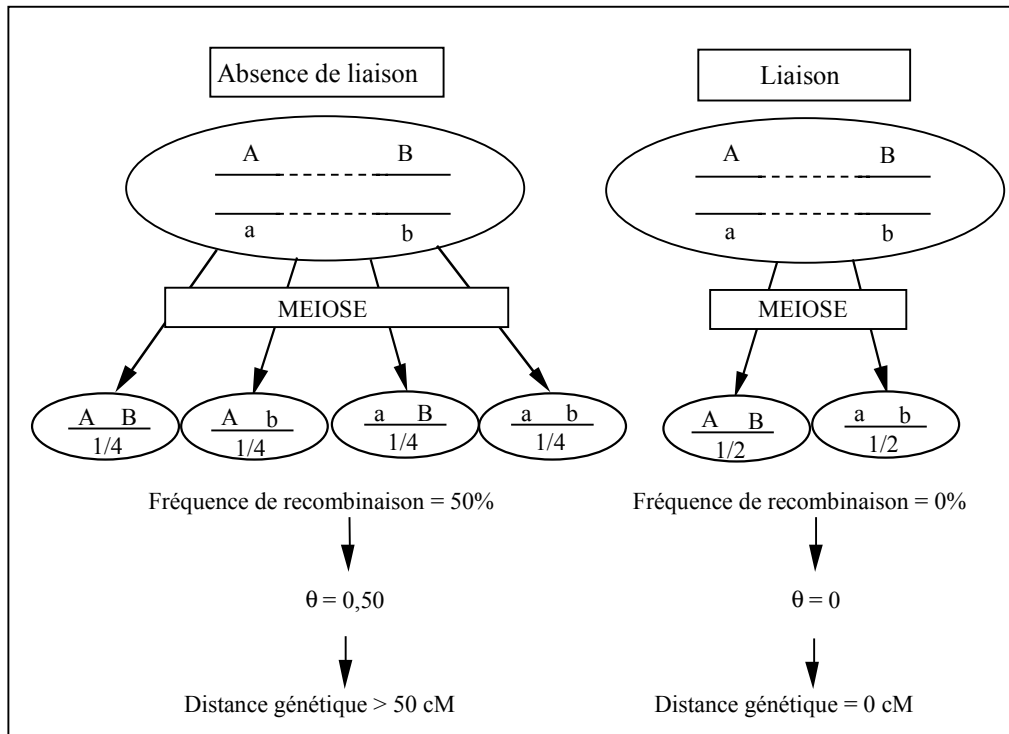 Absence de liaison
A B
a b
MEIOSE
A B
1/4
A b
1/4
a B
1/4
a b
1/4
Fréquence de recombinaison = 50%
θ = 0,50
Distance génétique > 50 cM
Liaison
A B
a b
MEIOSE
A B
1/2
a b
1/2
Fréquence de recombinaison = 0%
θ = 0
Distance génétique = 0 cM